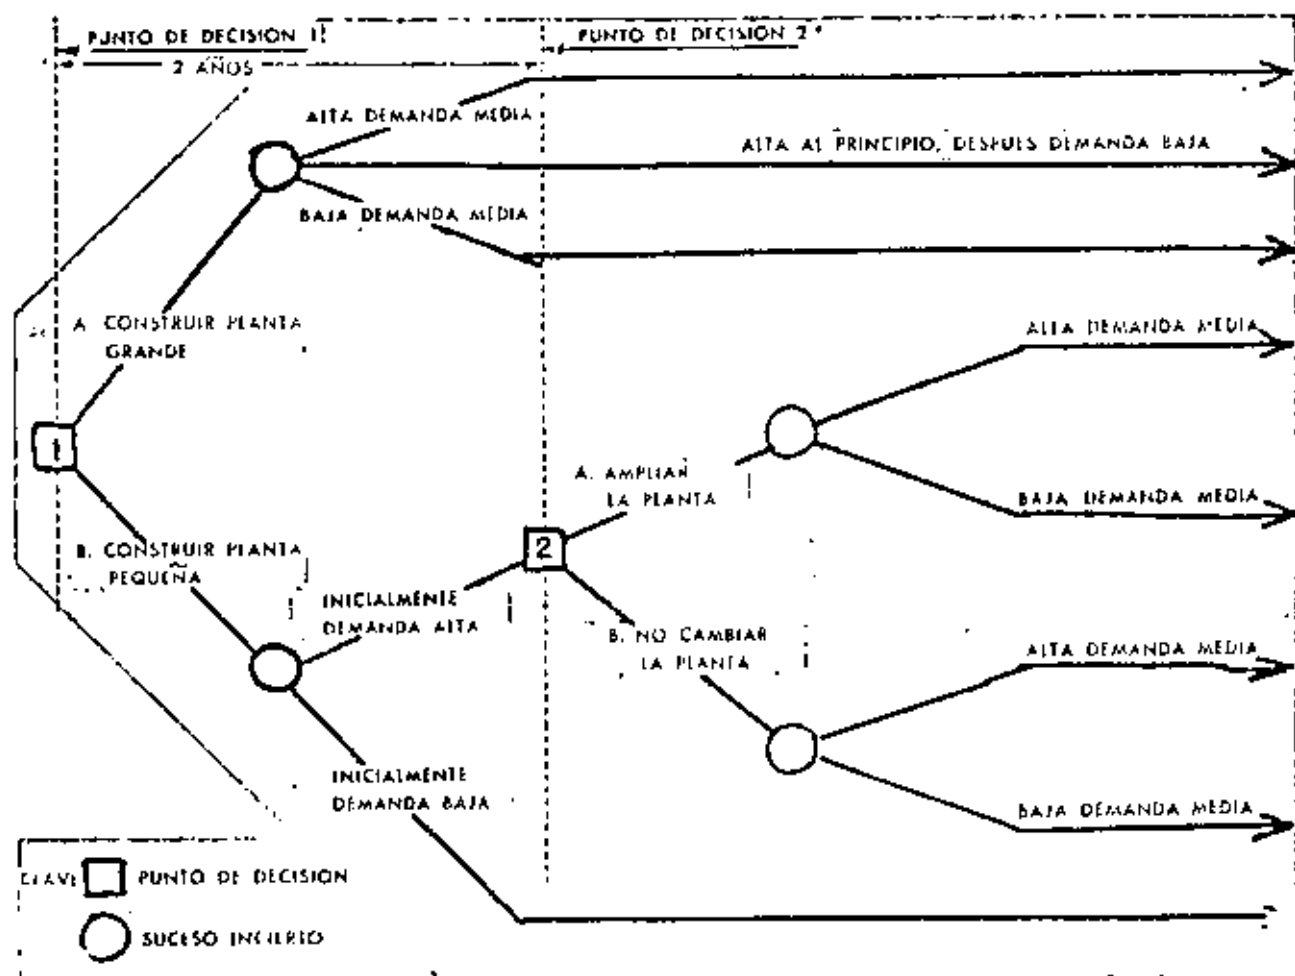 PUNTO DE DECISION 1
PUNTO DE DECISION 2
2 AÑOS
ALTA DEMANDA MEDIA
ALTA AL PRINCIPIO, DESPUES DEMANDA BAJA
BAJA DEMANDA MEDIA
A. CONSTRUIR PLANTA
GRANDE
ALTA DEMANDA MEDIA
1
A. AMPLIAR
LA PLANTA
BAJA DEMANDA MEDIA
2
B. CONSTRUIR PLANTA
PEQUEÑA
INICIALMENTE
DEMANDA ALTA
B. NO CAMBIAR
LA PLANTA
ALTA DEMANDA MEDIA
INICIALMENTE
DEMANDA BAJA
BAJA DEMANDA MEDIA
CLAVE
PUNTO DE DECISION
SUCESO INCIERTO